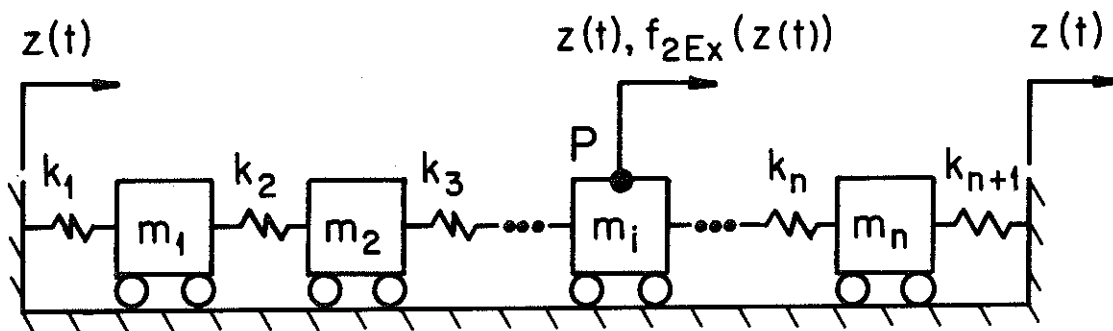 z(t) z(t), f₂Ex(z(t)) z(t)
P
k₁ k₂ k₃ kₙ kₙ₊₁
m₁ m₂ ••• mᵢ ••• mₙ